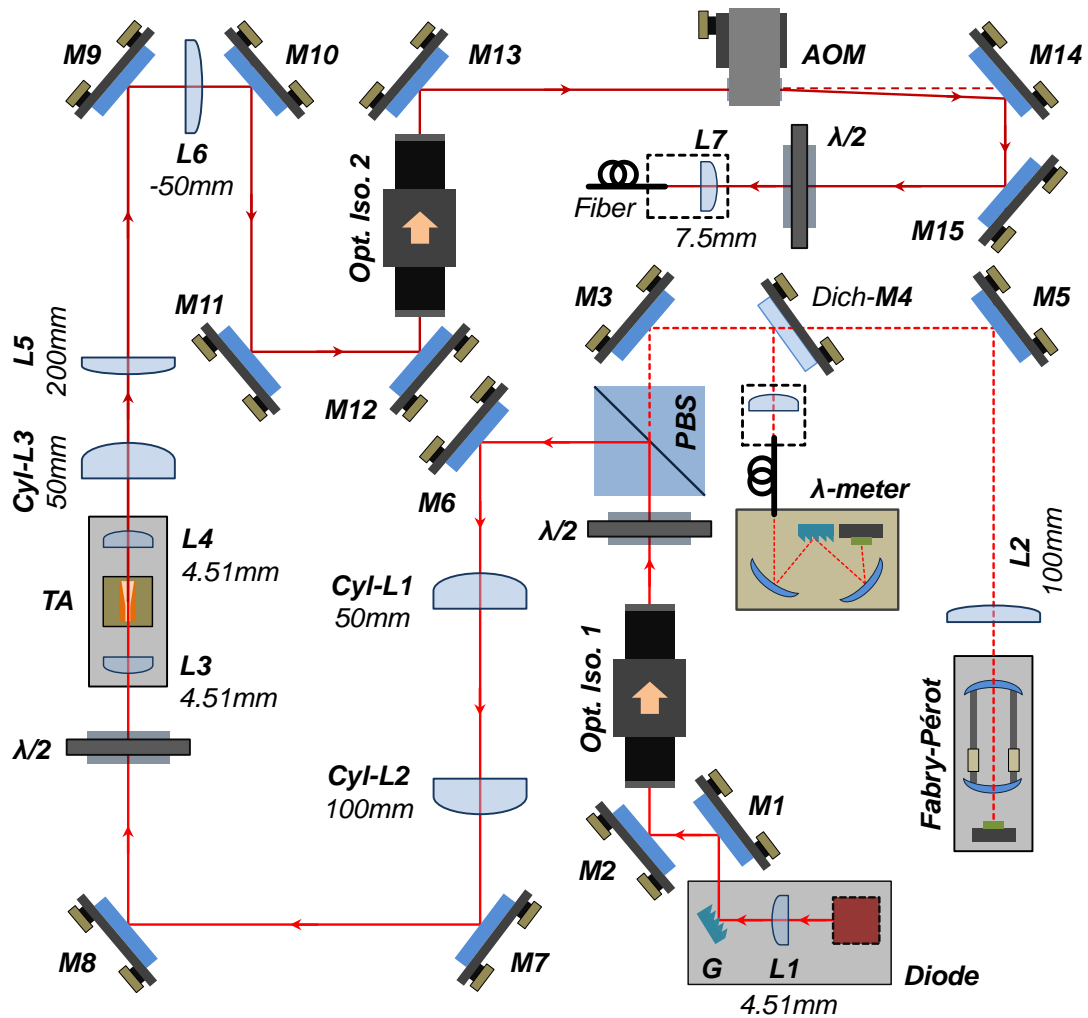 M9
M10
M13
AOM
M14
L6
-50mm
Opt. Iso. 2
L7
λ/2
Fiber
7.5mm
M15
M11
M3
Dich-M4
M5
L5
200mm
M12
Cyl-L3
50mm
M6
PBS
λ-meter
L4
4.51mm
TA
λ/2
Cyl-L1
50mm
L2
100mm
L3
4.51mm
Opt. Iso. 1
Fabry-Pérot
λ/2
Cyl-L2
100mm
M1
M2
M8
M7
G
L1
Diode
4.51mm